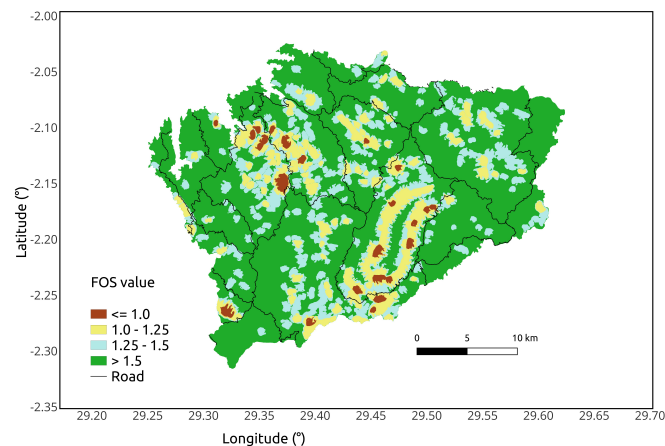 -2.00
-2.05
-2.10
-2.15
-2.20
-2.25
-2.30
-2.35
Latitude (°)
FOS value
<= 1.0
1.0 - 1.25
1.25 - 1.5
> 1.5
Road
0 5 10 km
29.20 29.30 29.35 29.40 29.45 29.50 29.55 29.60 29.65 29.70
Longitude (°)